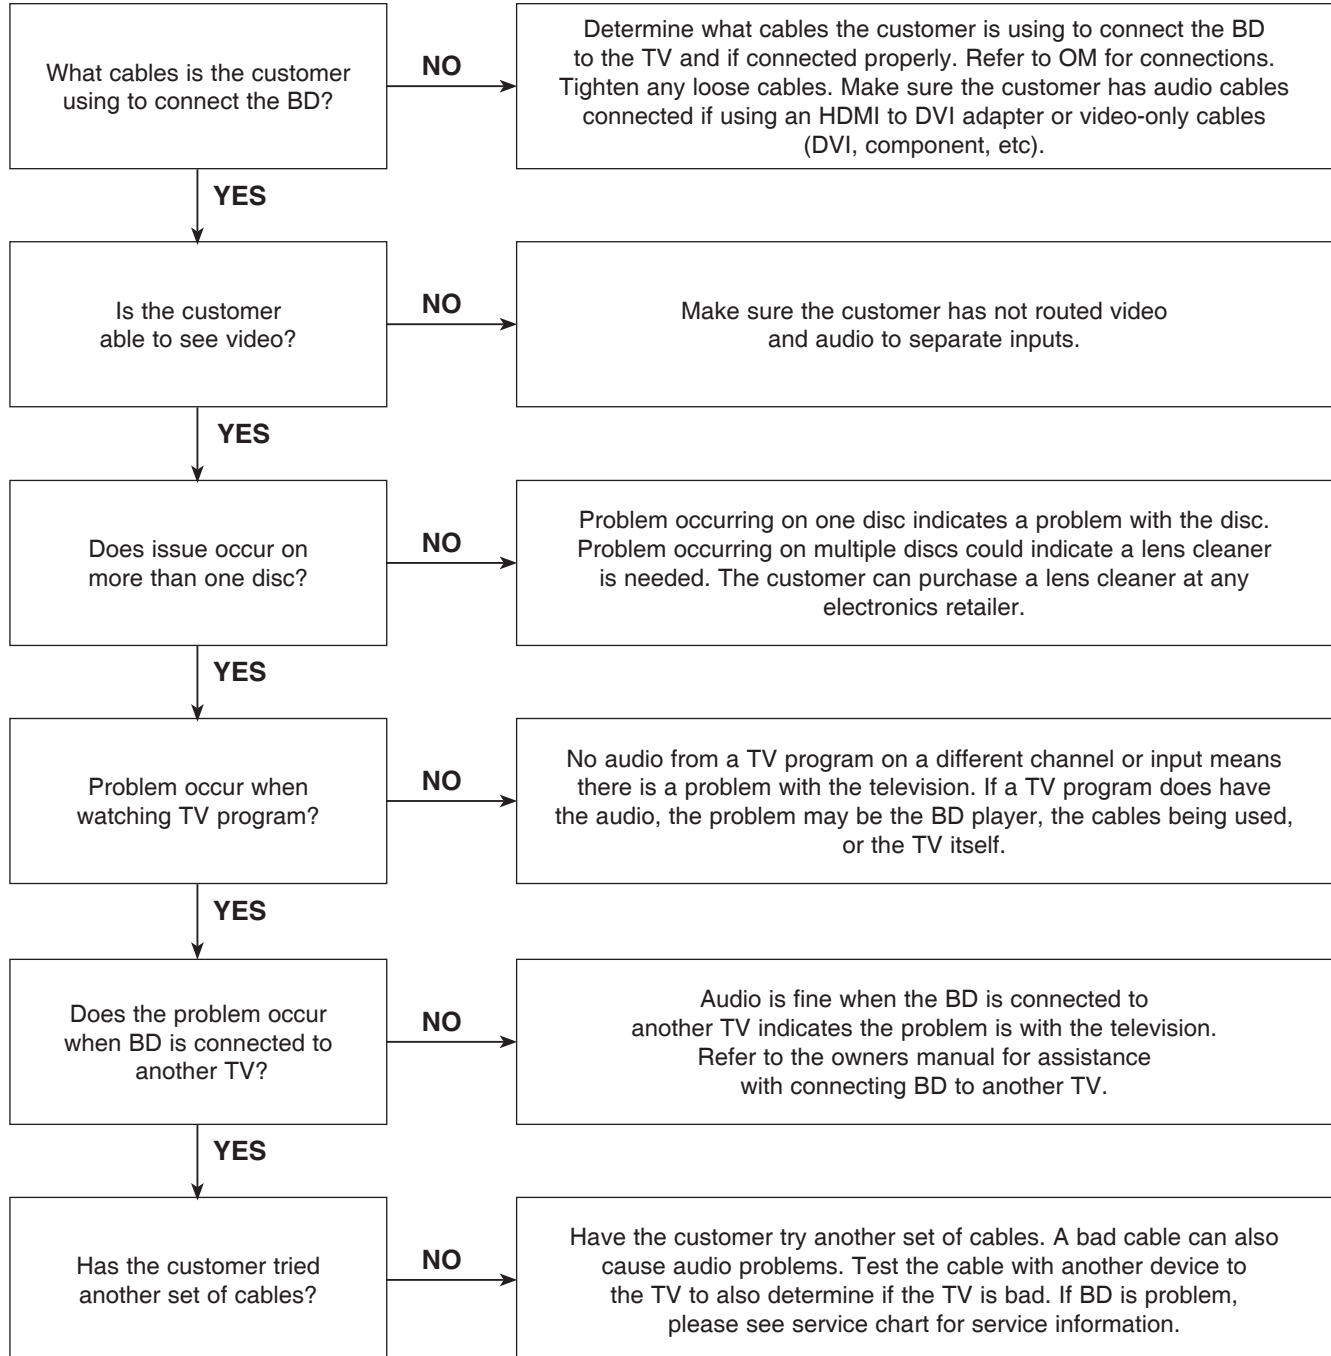 What cables is the customer
using to connect the BD?
NO
Determine what cables the customer is using to connect the BD
to the TV and if connected properly. Refer to OM for connections.
Tighten any loose cables. Make sure the customer has audio cables
connected if using an HDMI to DVI adapter or video-only cables
(DVI, component, etc).
YES
Is the customer
able to see video?
NO
Make sure the customer has not routed video
and audio to separate inputs.
YES
Does issue occur on
more than one disc?
NO
Problem occurring on one disc indicates a problem with the disc.
Problem occurring on multiple discs could indicate a lens cleaner
is needed. The customer can purchase a lens cleaner at any
electronics retailer.
YES
Problem occur when
watching TV program?
NO
No audio from a TV program on a different channel or input means
there is a problem with the television. If a TV program does have
the audio, the problem may be the BD player, the cables being used,
or the TV itself.
YES
Does the problem occur
when BD is connected to
another TV?
NO
Audio is fine when the BD is connected to
another TV indicates the problem is with the television.
Refer to the owners manual for assistance
with connecting BD to another TV.
YES
Has the customer tried
another set of cables?
NO
Have the customer try another set of cables. A bad cable can also
cause audio problems. Test the cable with another device to
the TV to also determine if the TV is bad. If BD is problem,
please see service chart for service information.